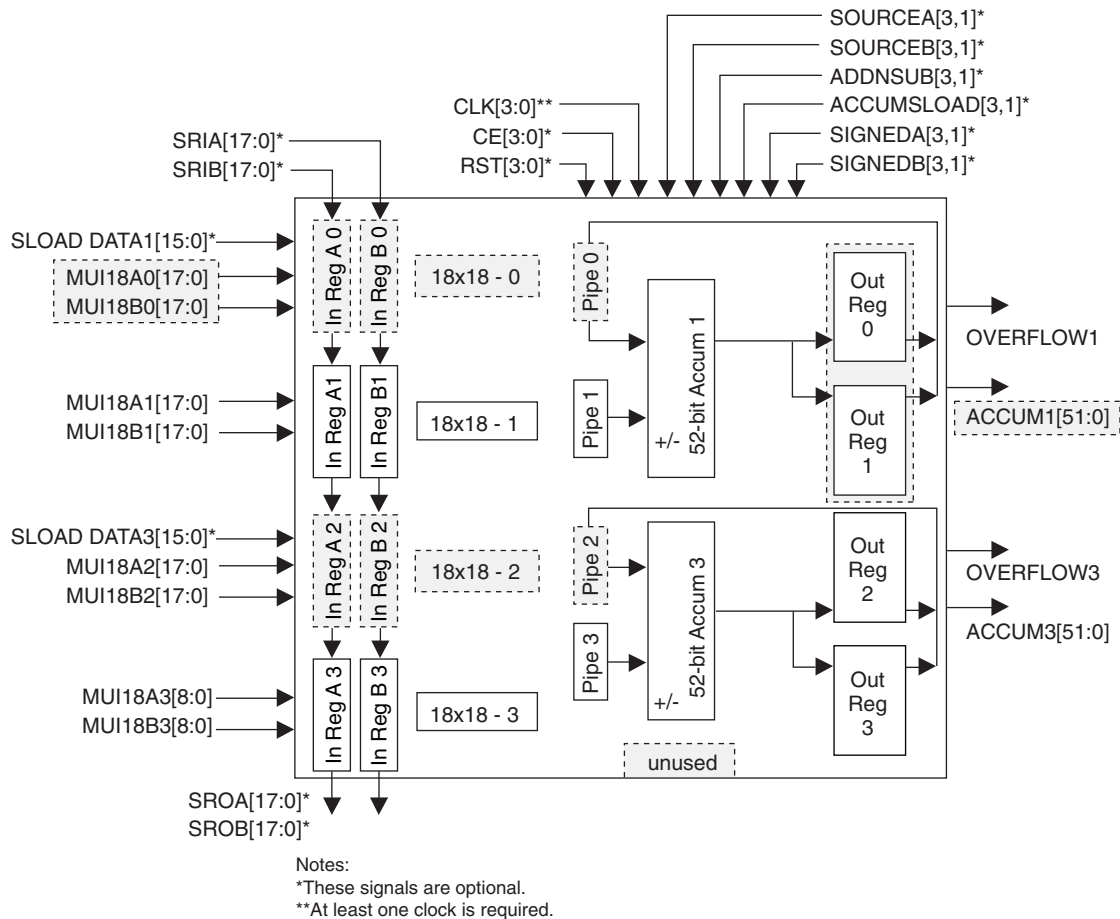 SOURCEA[3,1]*
SOURCEB[3,1]*
ADDNSUB[3,1]*
CLK[3:0]**
ACCUMSLOAD[3,1]*
SRIA[17:0]*
CE[3:0]*
SIGNEDA[3,1]*
SRIB[17:0]*
RST[3:0]*
SIGNEDB[3,1]*
SLOAD DATA1[15:0]*
MUI18A0[17:0]
MUI18B0[17:0]
In Reg A 0
In Reg B 0
18x18 - 0
Pipe 0
Out
Reg
0
OVERFLOW1
MUI18A1[17:0]
MUI18B1[17:0]
In Reg A1
In Reg B1
18x18 - 1
Pipe 1
+/-
52-bit Accum 1
Out
Reg
1
ACCUM1[51:0]
SLOAD DATA3[15:0]*
MUI18A2[17:0]
MUI18B2[17:0]
In Reg A 2
In Reg B 2
18x18 - 2
Pipe 2
Out
Reg
2
OVERFLOW3
ACCUM3[51:0]
MUI18A3[8:0]
MUI18B3[8:0]
In Reg A 3
In Reg B 3
18x18 - 3
Pipe 3
+/-
52-bit Accum 3
Out
Reg
3
unused
SROA[17:0]*
SROB[17:0]*
Notes:
*These signals are optional.
**At least one clock is required.